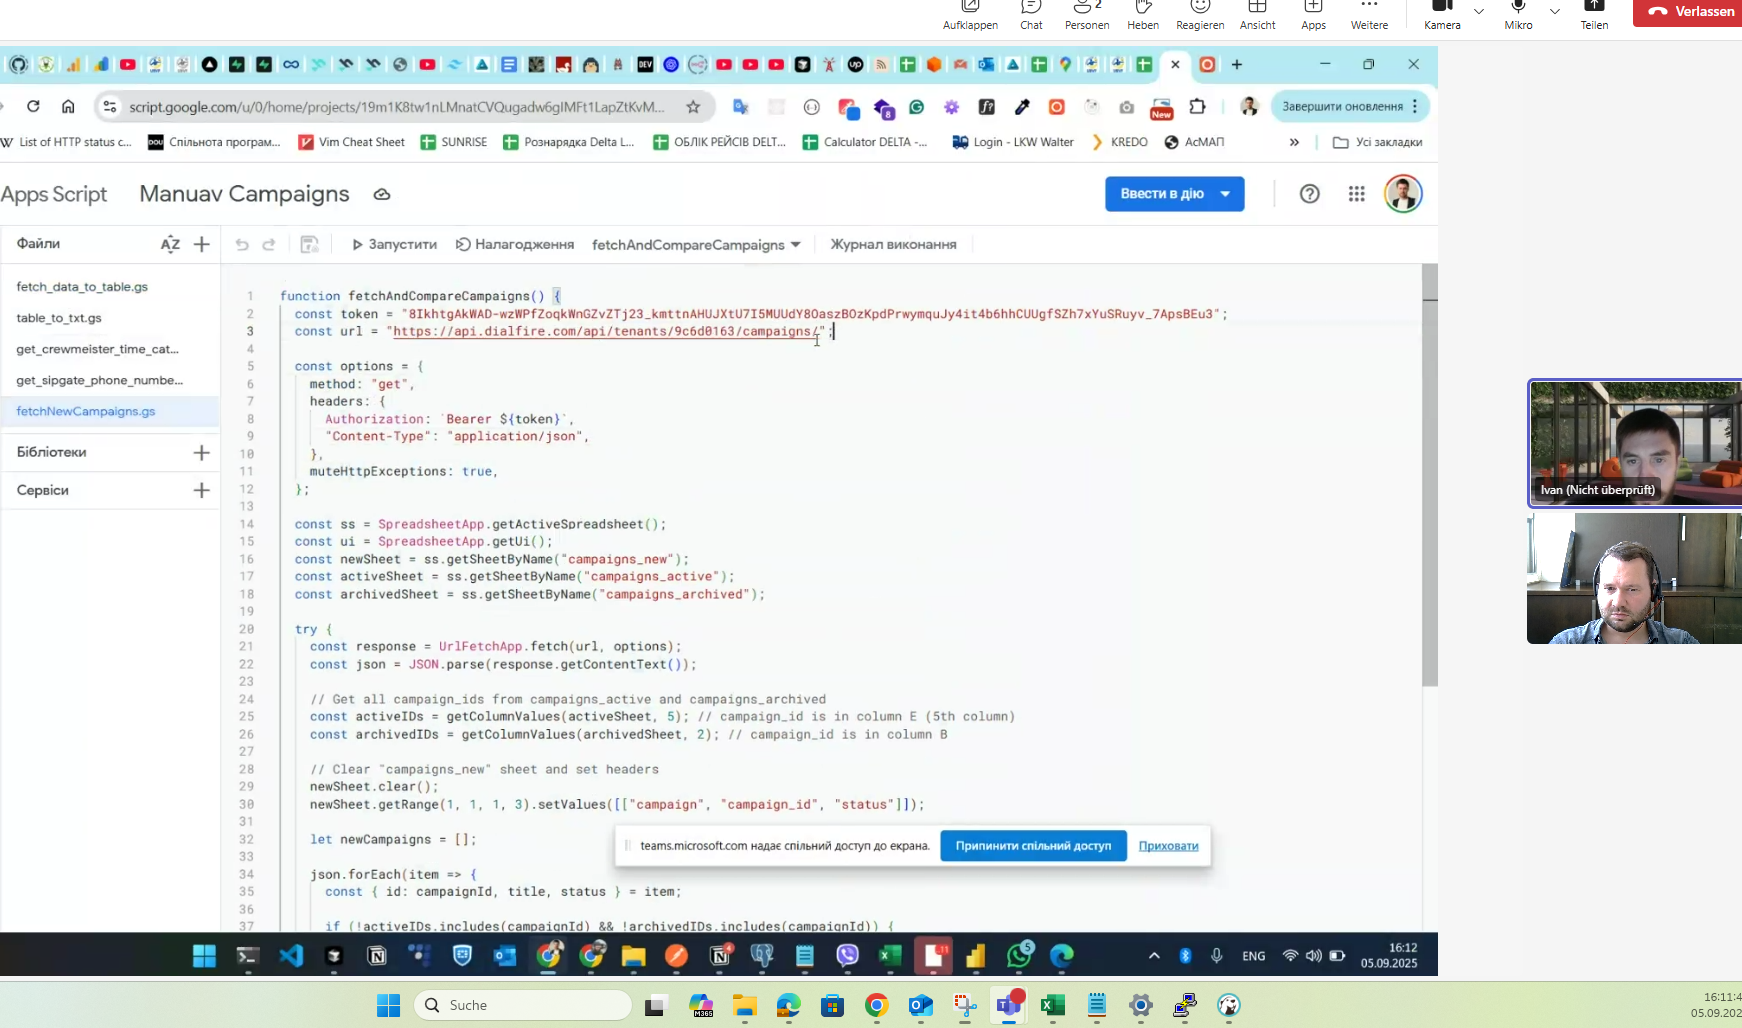 Aufklappen
Chat
2
Personen
Heben
Reagieren
Ansicht
Apps
Weitere
Kamera
Mikro
Teilen
Verlassen
script.google.com/u/0/home/projects/19m1K8tw1nLMnatCVQugadw6gIMFt1LapZtKvM...
8
New
Завершити оновлення
List of HTTP status c...
DOU
Спільнота програм...
Vim Cheat Sheet
SUNRISE
Рознарядка Delta L...
ОБЛІК РЕЙСІВ DELT...
Calculator DELTA -...
Login - LKW Walter
KREDO
АсМАП
»
Усі закладки
Apps Script
Manuav Campaigns
Ввести в дію
Файли
AZ
Запустити
Налагодження
fetchAndCompareCampaigns
Журнал виконання
fetch_data_to_table.gs
table_to_txt.gs
get_crewmeister_time_cat...
get_sipgate_phone_numbe...
fetchNewCampaigns.gs
Бібліотеки
Сервіси
1 function fetchAndCompareCampaigns() {
2 const token = "8IkhtgAkWAD-wzWPfZoqkWnGZvZTj23_kmttnAHUJXtU7I5MUUdY8OaszBOzKpdPrwymquJy4it4b6hhCUUgfSZh7xYuSRuyv_7ApsBEu3";
3 const url = "https://api.dialfire.com/api/tenants/9c6d0163/campaigns/";
4
5 const options = {
6 method: "get",
7 headers: {
8 Authorization: `Bearer ${token}`,
9 "Content-Type": "application/json",
10 },
11 muteHttpExceptions: true,
12 };
13
14 const ss = SpreadsheetApp.getActiveSpreadsheet();
15 const ui = SpreadsheetApp.getUi();
16 const newSheet = ss.getSheetByName("campaigns_new");
17 const activeSheet = ss.getSheetByName("campaigns_active");
18 const archivedSheet = ss.getSheetByName("campaigns_archived");
19
20 try {
21 const response = UrlFetchApp.fetch(url, options);
22 const json = JSON.parse(response.getContentText());
23
24 // Get all campaign_ids from campaigns_active and campaigns_archived
25 const activeIDs = getColumnValues(activeSheet, 5); // campaign_id is in column E (5th column)
26 const archivedIDs = getColumnValues(archivedSheet, 2); // campaign_id is in column B
27
28 // Clear "campaigns_new" sheet and set headers
29 newSheet.clear();
30 newSheet.getRange(1, 1, 1, 3).setValues([["campaign", "campaign_id", "status"]]);
31
32 let newCampaigns = [];
33
34 json.forEach(item => {
35 const { id: campaignId, title, status } = item;
36
37 if (!activeIDs.includes(campaignId) && !archivedIDs.includes(campaignId)) {
teams.microsoft.com надає спільний доступ до екрана.
Припинити спільний доступ
Приховати
Ivan (Nicht überprüft)
ENG
16:12
05.09.2025
Suche
M365
16:11:4
05.09.202